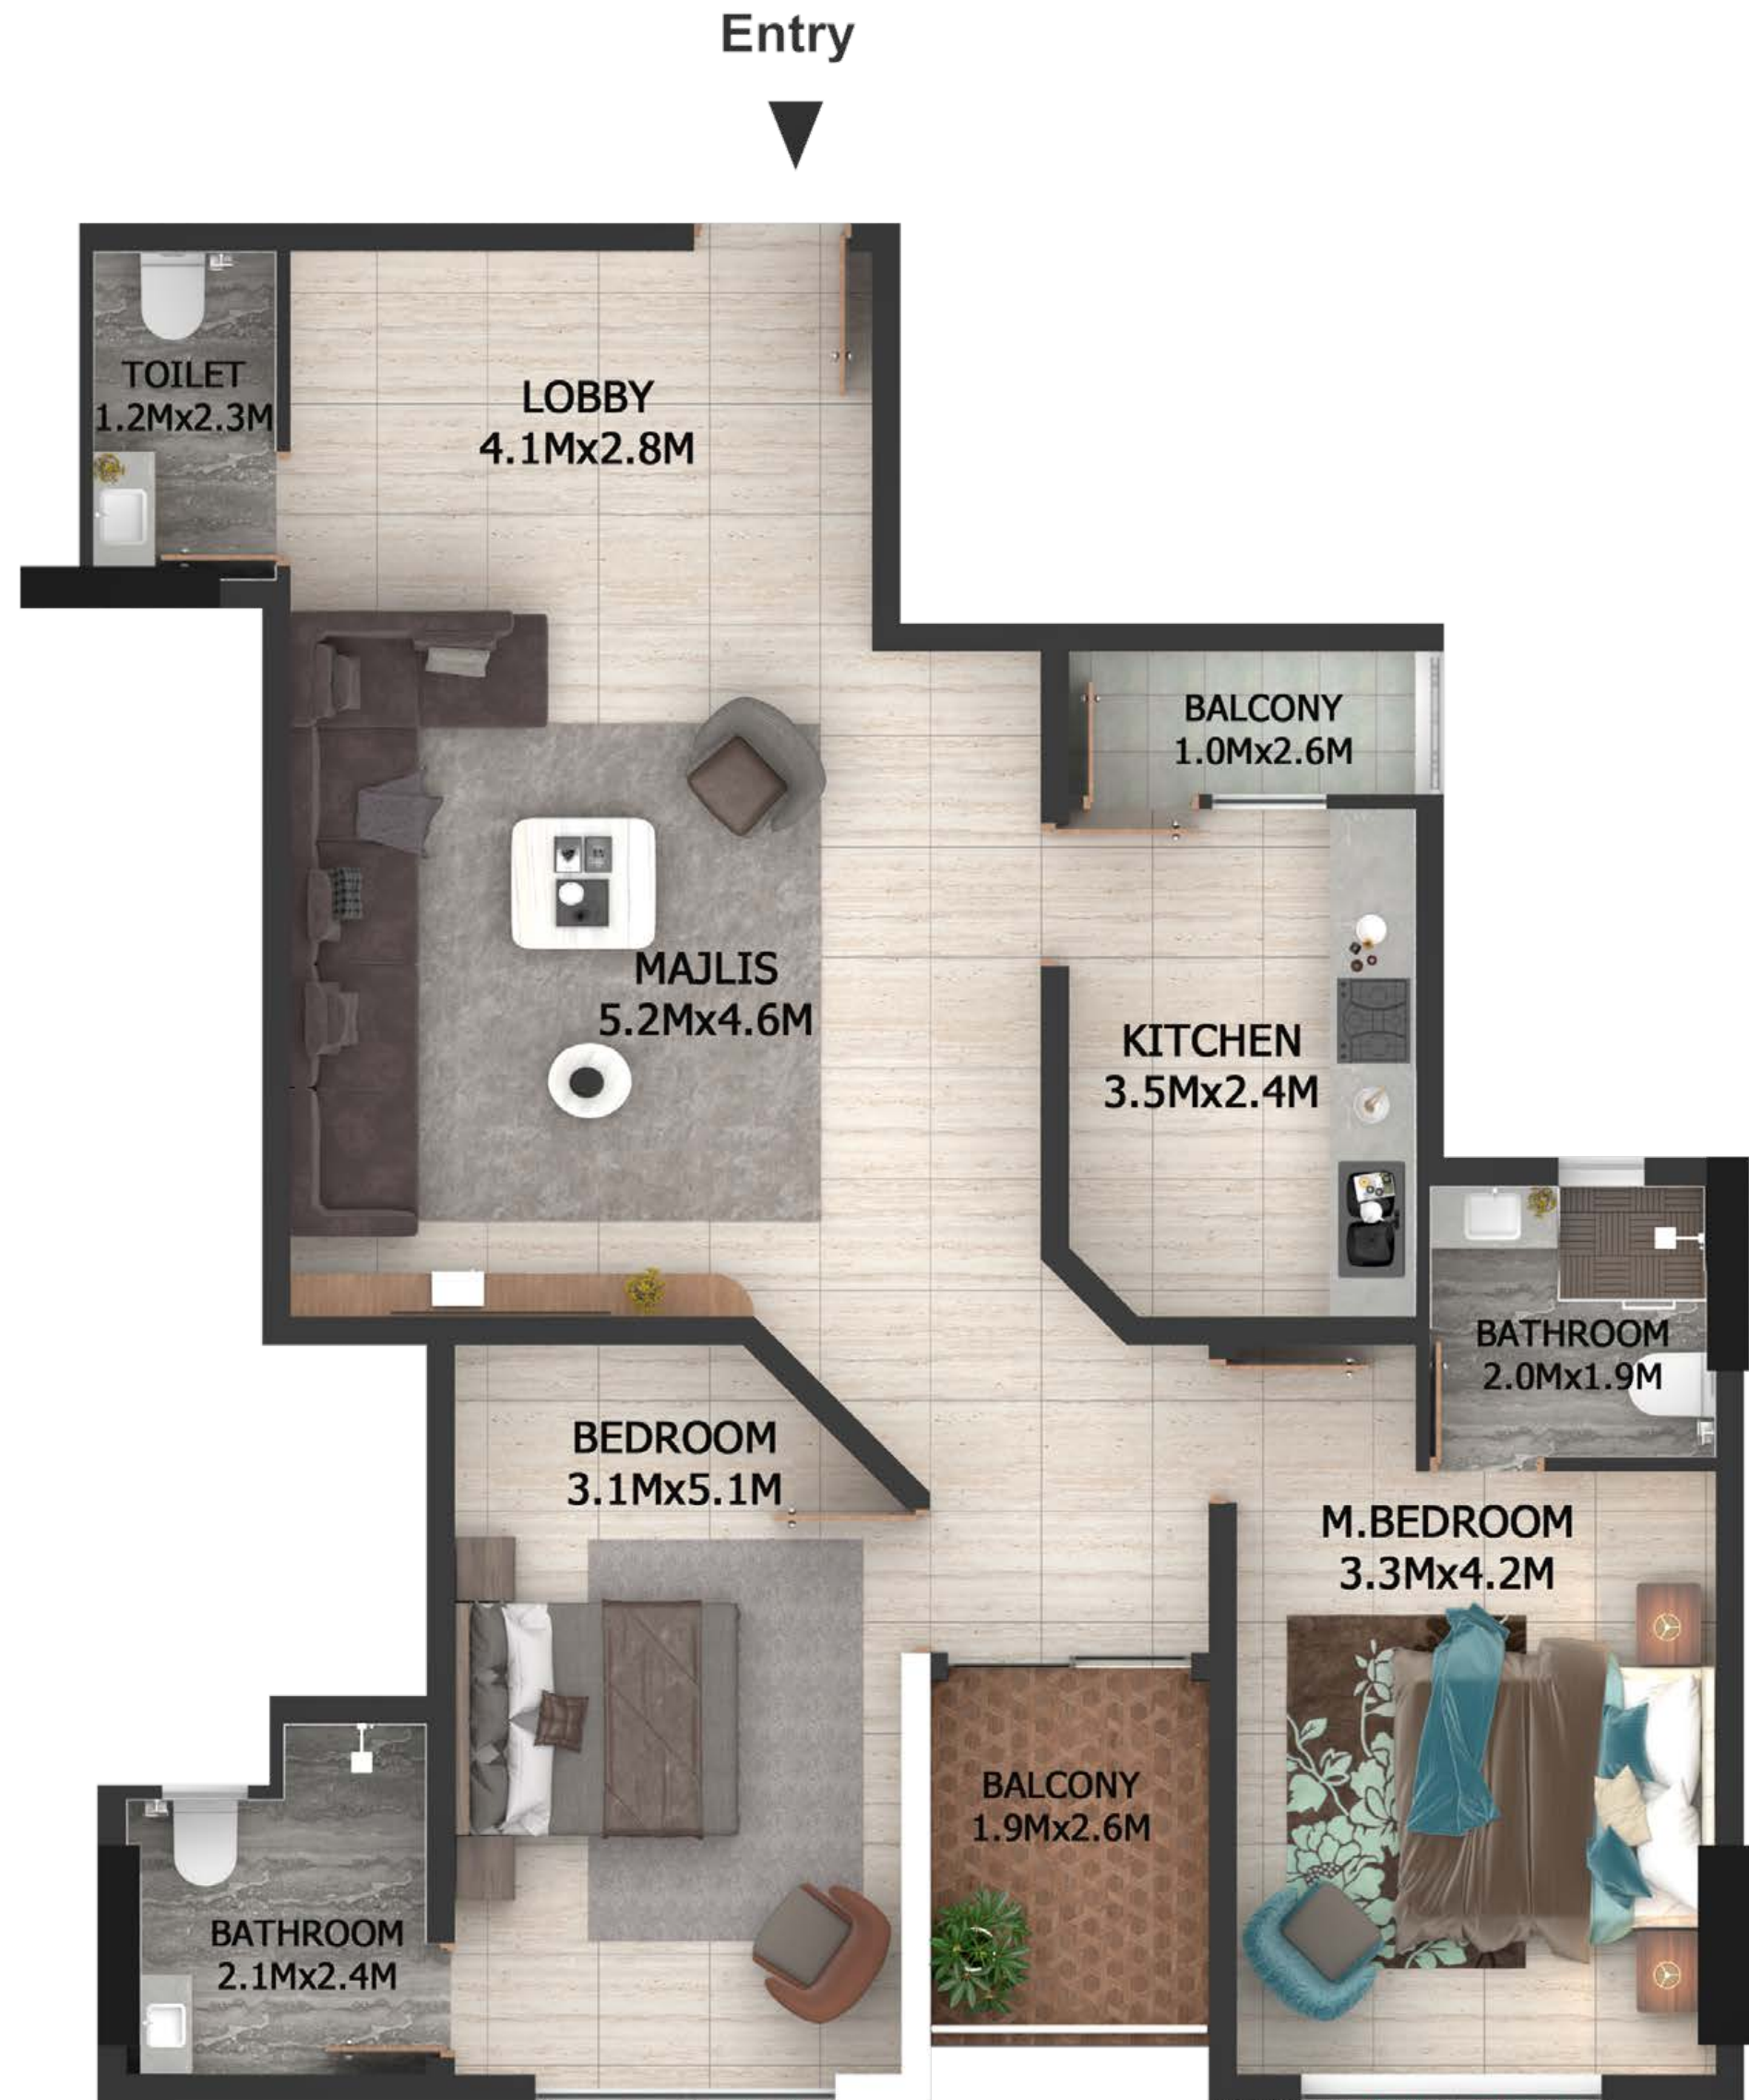 Entry
TOILET
1.2Mx2.3M
LOBBY
4.1Mx2.8M
BALCONY
1.0Mx2.6M
MAJLIS
5.2Mx4.6M
KITCHEN
3.5Mx2.4M
BATHROOM
2.0Mx1.9M
BEDROOM
3.1Mx5.1M
M.BEDROOM
3.3Mx4.2M
BALCONY
1.9Mx2.6M
BATHROOM
2.1Mx2.4M